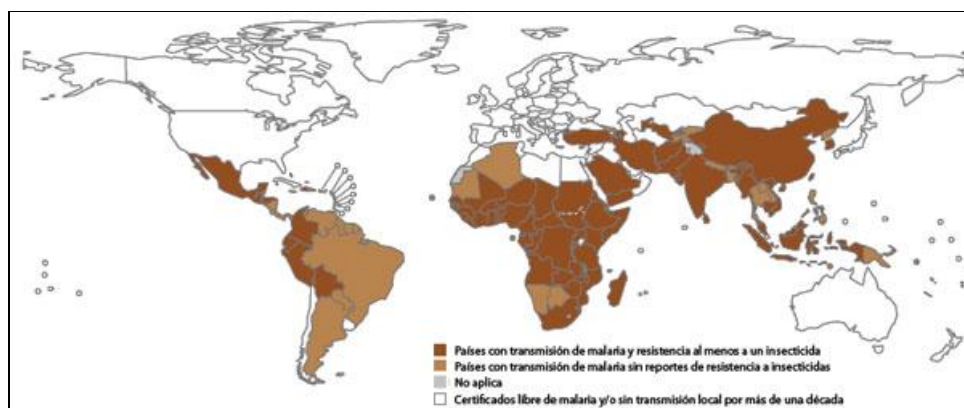 Países con transmisión de malaria y resistencia al menos a un insecticida
Países con transmisión de malaria sin reportes de resistencia a insecticidas
No aplica
Certificados libre de malaria y/o sin transmisión local por más de una década